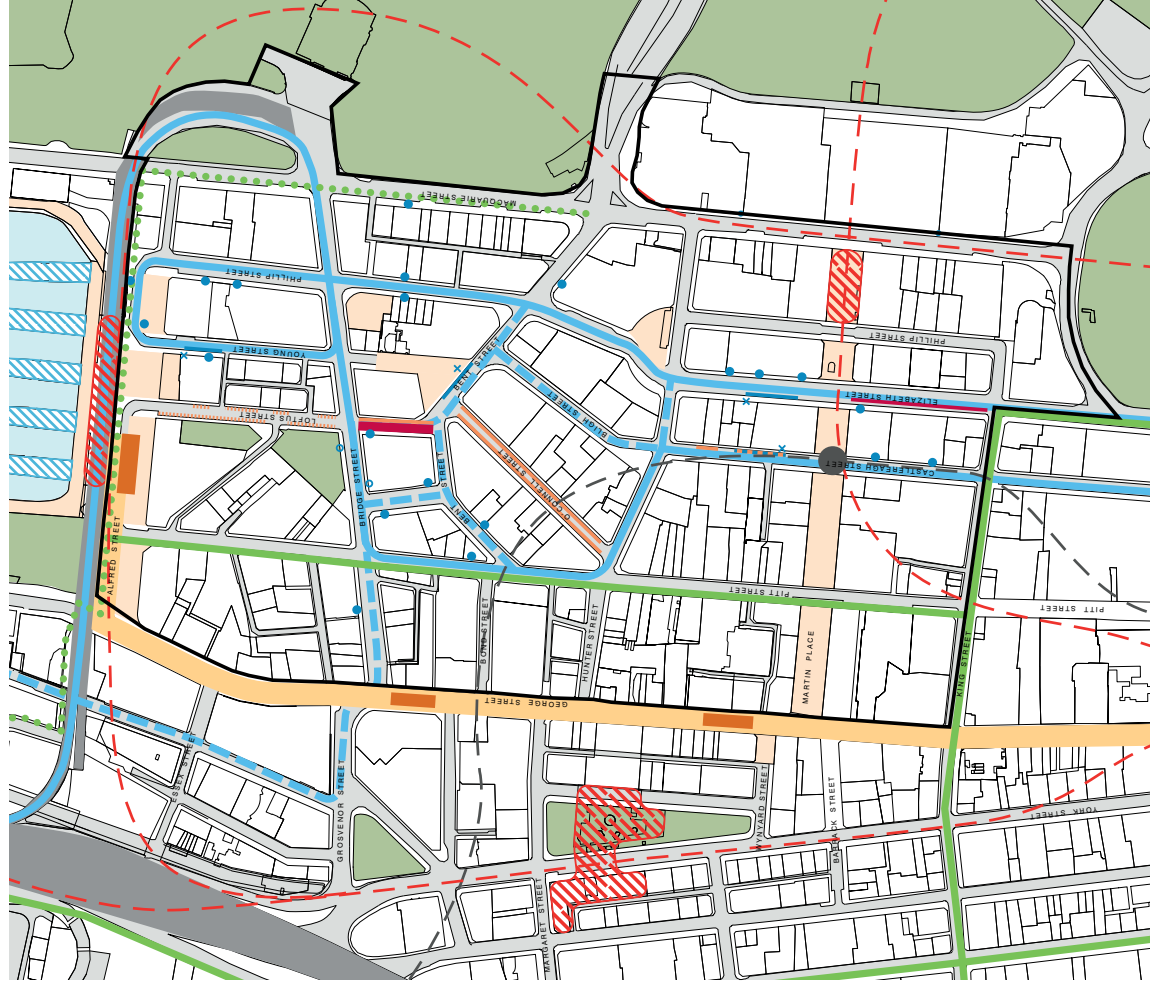 MACQUARIE STREET
PHILLIP STREET
PHILLIP STREET
YOUNG STREET
BENT STREET
ELIZABETH STREET
BLIGH STREET
LOFTUS STREET
O'CONNELL STREET
CASTLEREAGH STREET
BRIDGE STREET
BENT STREET
ALFRED STREET
PITT STREET
PITT STREET
BOND STREET
HUNTER STREET
MARTIN PLACE
KING STREET
GEORGE STREET
ESSEX STREET
GROSVENOR STREET
WYNYARD STREET
BARRACK STREET
YORK STREET
MARGARET STREET